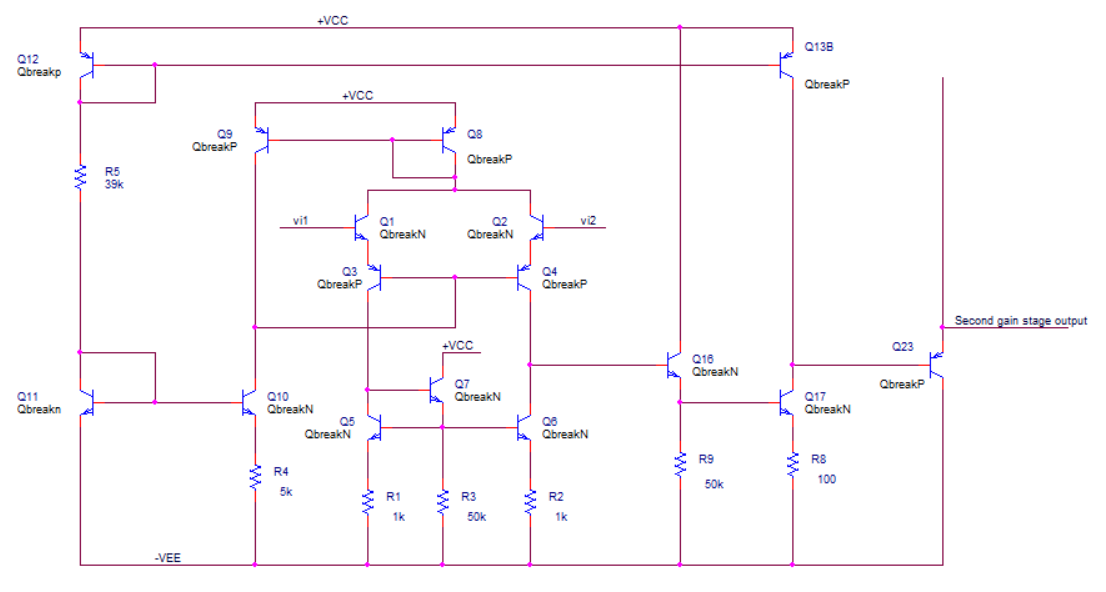 +VCC
Q12
Qbreakp
Q13B
QbreakP
+VCC
Q9
QbreakP
Q8
QbreakP
R5
39k
vi1
Q1
QbreakN
Q2
QbreakN
vi2
Q3
QbreakP
Q4
QbreakP
Second gain stage output
+VCC
Q23
QbreakP
Q16
QbreakN
Q11
Qbreakn
Q10
QbreakN
Q7
QbreakN
Q17
QbreakN
Q5
QbreakN
Q6
QbreakN
R4
5k
R9
50k
R8
100
R1
1k
R3
50k
R2
1k
-VEE